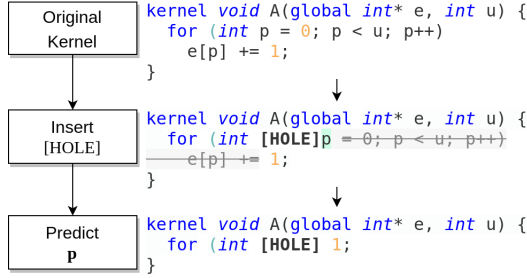 Original
Kernel
kernel void A(global int* e, int u) {
for (int p = 0; p < u; p++)
e[p] += 1;
}
Insert
[HOLE]
kernel void A(global int* e, int u) {
for (int [HOLE]p = 0; p < u; p++)
e[p] += 1;
}
Predict
p
kernel void A(global int* e, int u) {
for (int [HOLE] 1;
}